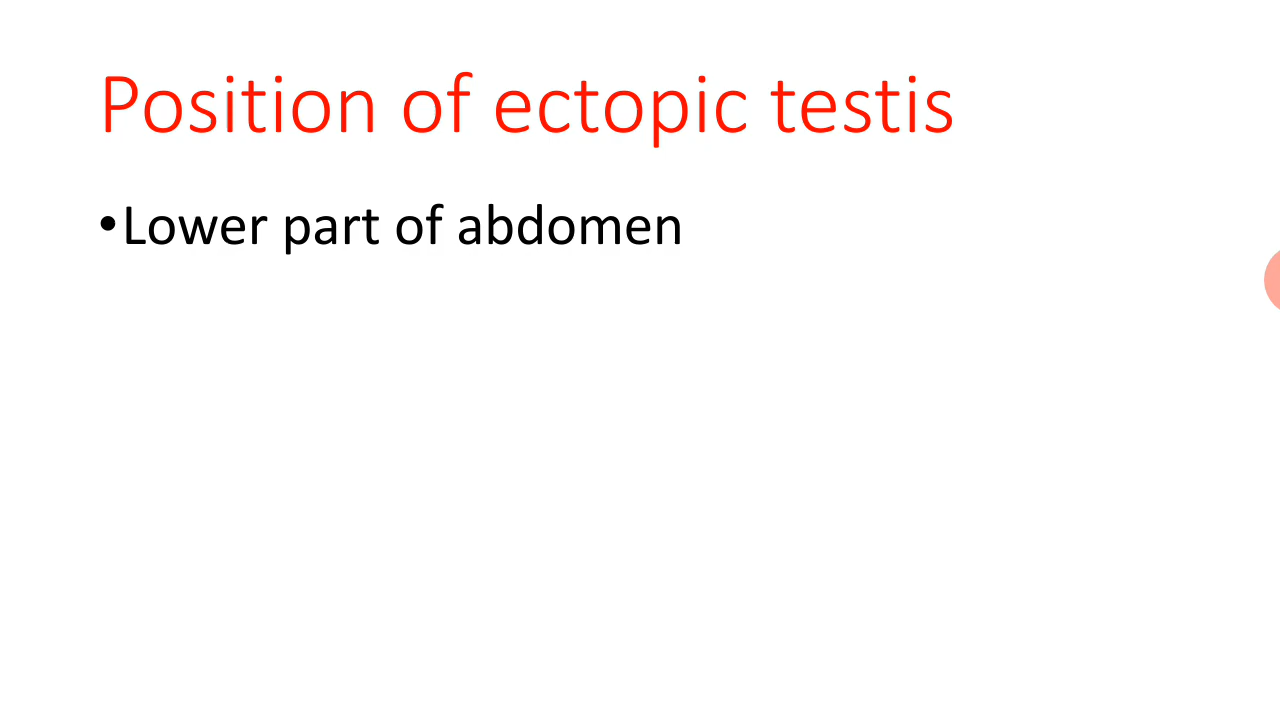 Position of ectopic testis
•Lower part of abdomen